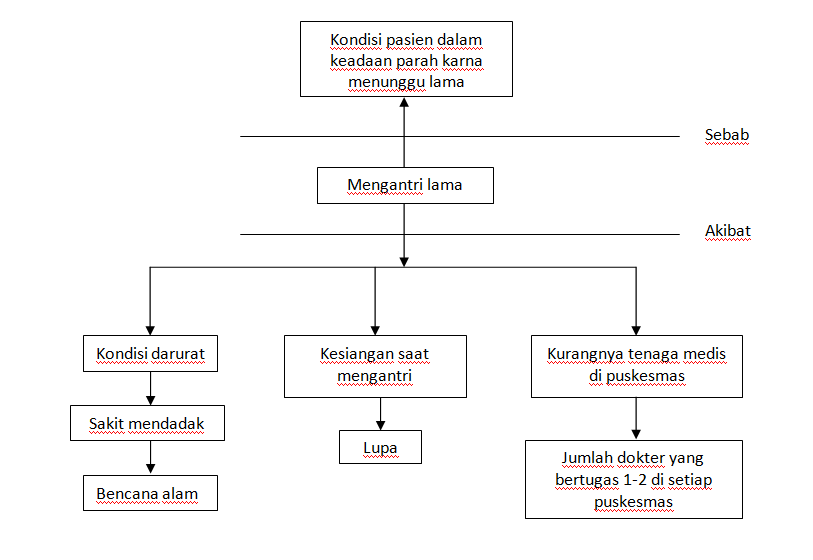 Kondisi pasien dalam
keadaan parah karna
menunggu lama
Sebab
Mengantri lama
Akibat
Kondisi darurat
Sakit mendadak
Bencana alam
Kesiangan saat
mengantri
Lupa
Kurangnya tenaga medis
di puskesmas
Jumlah dokter yang
bertugas 1-2 di setiap
puskesmas